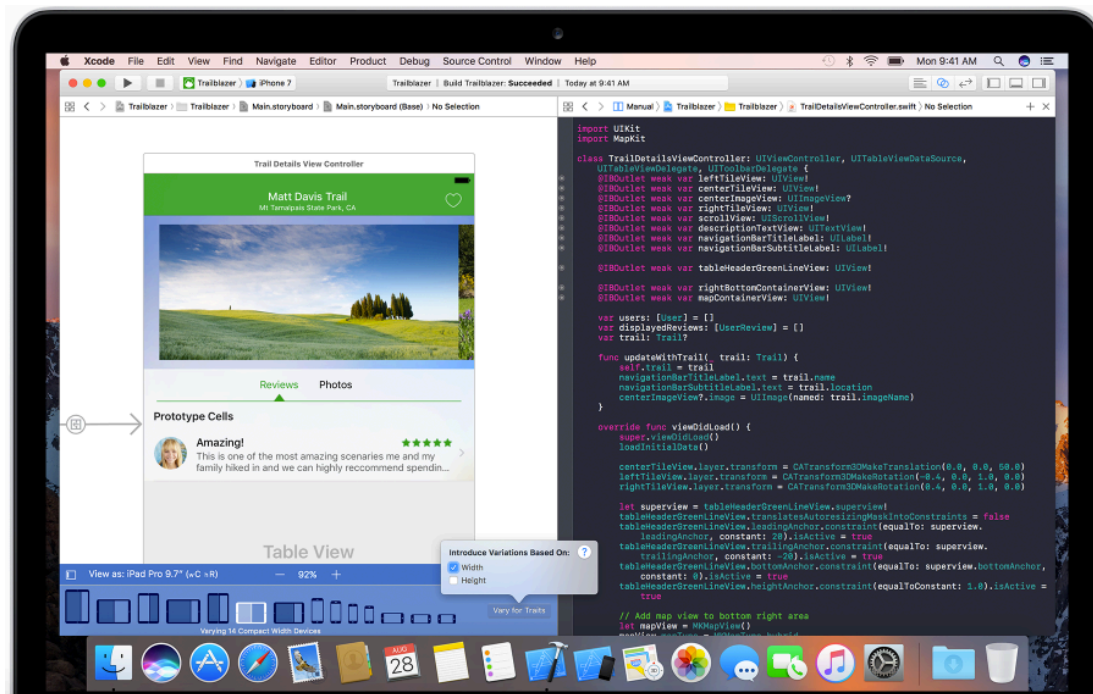 Xcode File Edit View Find Navigate Editor Product Debug Source Control Window Help Mon 9:41 AM
Trailblazer iPhone 7 Trailblazer | Build Trailblazer: Succeeded | Today at 9:41 AM
Trailblazer Trailblazer Main.storyboard Main.storyboard (Base) No Selection
Manual Trailblazer Trailblazer TrailDetailsViewController.swift No Selection
Trail Details View Controller
Matt Davis Trail
Mt Tamalpais State Park, CA
Reviews Photos
Prototype Cells
Amazing!
This is one of the most amazing scenaries me and my
family hiked in and we can highly reccommend spendin...
Table View
Introduce Variations Based On: ?
Width
Height
View as: iPad Pro 9.7" (wC hR) — 92% +
Vary for Traits
Varying 14 Compact Width Devices
import UIKit
import MapKit
class TrailDetailsViewController: UIViewController, UITableViewDataSource,
UITableViewDelegate, UIToolbarDelegate {
@IBOutlet weak var leftTileView: UIView!
@IBOutlet weak var centerTileView: UIView!
@IBOutlet weak var centerImageView: UIImageView?
@IBOutlet weak var rightTileView: UIView!
@IBOutlet weak var scrollView: UIScrollView!
@IBOutlet weak var descriptionTextView: UITextView!
@IBOutlet weak var navigationBarTitleLabel: UILabel!
@IBOutlet weak var navigationBarSubtitleLabel: UILabel!
@IBOutlet weak var tableHeaderGreenLineView: UIView!
@IBOutlet weak var rightBottomContainerView: UIView!
@IBOutlet weak var mapContainerView: UIView!
var users: [User] = []
var displayedReviews: [UserReview] = []
var trail: Trail?
func updateWithTrail(_ trail: Trail) {
self.trail = trail
navigationBarTitleLabel.text = trail.name
navigationBarSubtitleLabel.text = trail.location
centerImageView?.image = UIImage(named: trail.imageName)
}
override func viewDidLoad() {
super.viewDidLoad()
loadInitialData()
centerTileView.layer.transform = CATransform3DMakeTranslation(0.0, 0.0, 50.0)
leftTileView.layer.transform = CATransform3DMakeRotation(-0.4, 0.0, 1.0, 0.0)
rightTileView.layer.transform = CATransform3DMakeRotation(0.4, 0.0, 1.0, 0.0)
let superview = tableHeaderGreenLineView.superview!
tableHeaderGreenLineView.translatesAutoresizingMaskIntoConstraints = false
tableHeaderGreenLineView.leadingAnchor.constraint(equalTo: superview.
leadingAnchor, constant: 20).isActive = true
tableHeaderGreenLineView.trailingAnchor.constraint(equalTo: superview.
trailingAnchor, constant: -20).isActive = true
tableHeaderGreenLineView.bottomAnchor.constraint(equalTo: superview.bottomAnchor,
constant: 0).isActive = true
tableHeaderGreenLineView.heightAnchor.constraint(equalToConstant: 1.0).isActive =
true
// Add map view to bottom right area
let mapView = MKMapView()
AUG
28